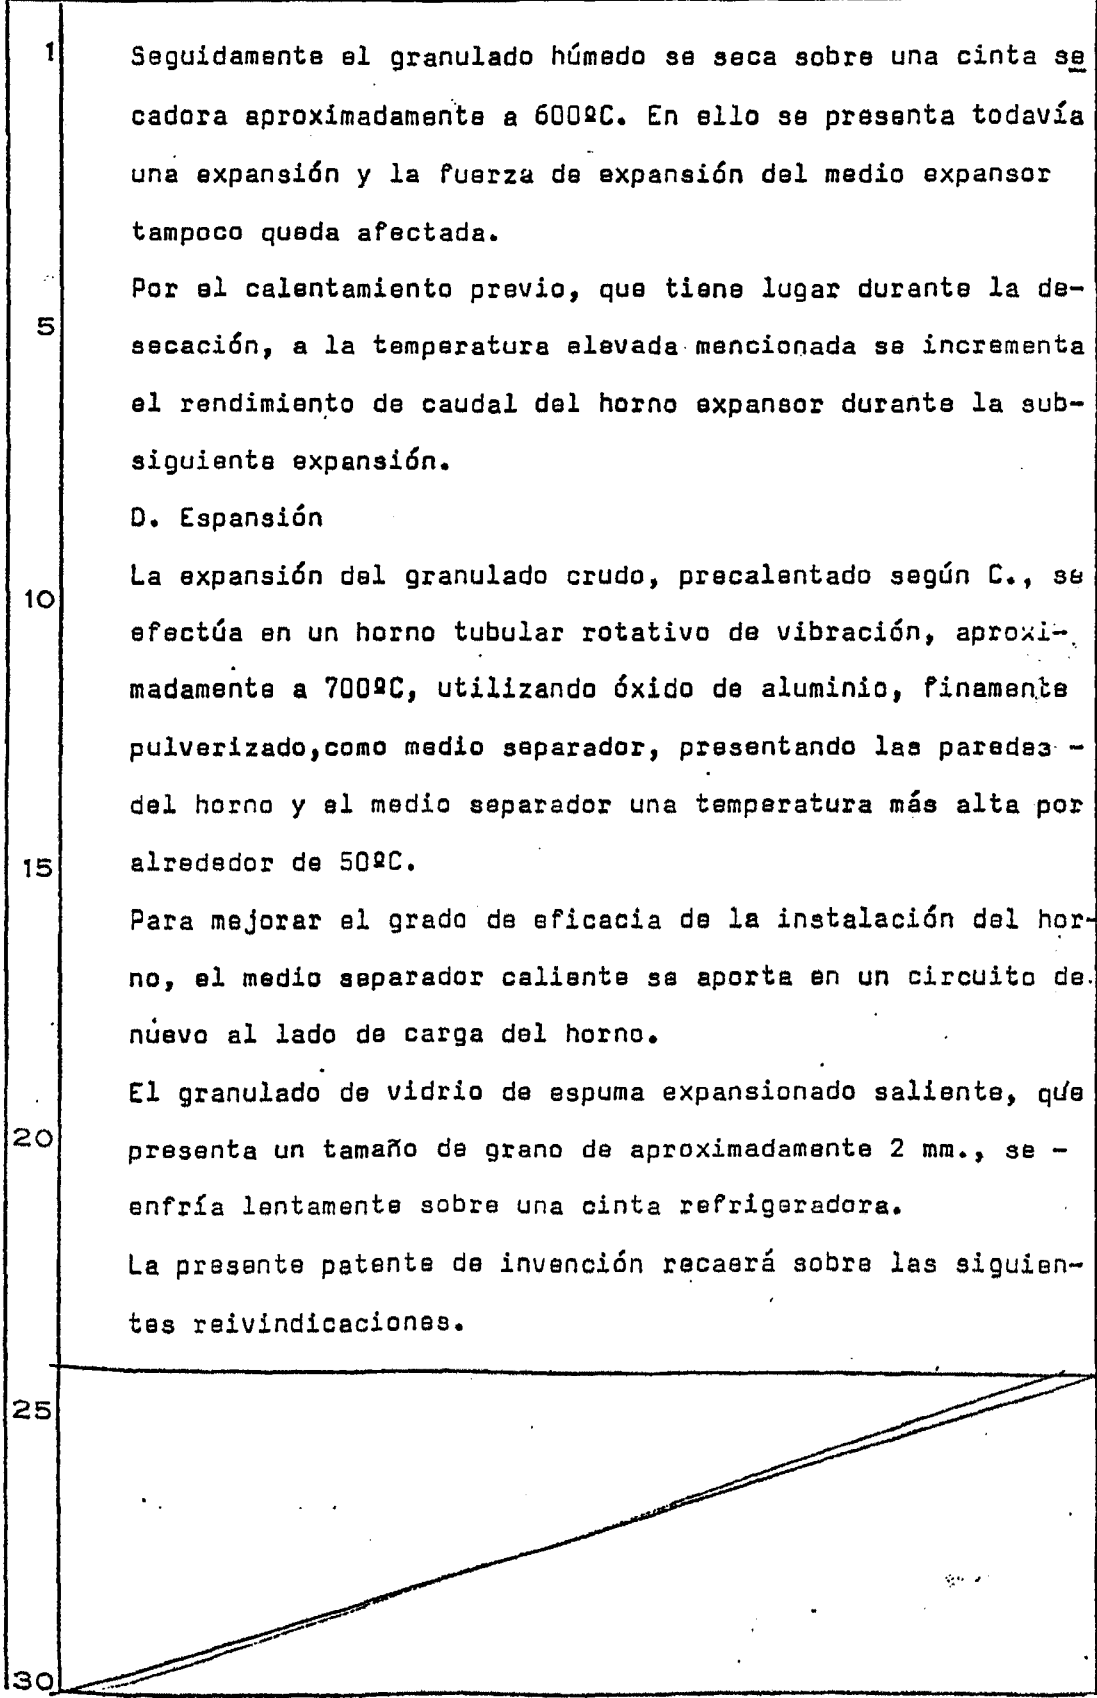 1 Seguidamente el granulado húmedo se seca sobre una cinta se
cadora aproximadamente a 600ºC. En ello se presenta todavía
una expansión y la fuerza de expansión del medio expansor
tampoco queda afectada.
Por el calentamiento previo, que tiene lugar durante la de-
5 secación, a la temperatura elevada mencionada se incrementa
el rendimiento de caudal del horno expansor durante la sub-
siguiente expansión.
D. Espansión
La expansión del granulado crudo, precalentado según C., se
10 efectúa en un horno tubular rotativo de vibración, aproxi-
madamente a 700ºC, utilizando óxido de aluminio, finamente
pulverizado,como medio separador, presentando las paredes -
del horno y el medio separador una temperatura más alta por
15 alrededor de 50ºC.
Para mejorar el grado de eficacia de la instalación del hor-
no, el medio separador caliente se aporta en un circuito de
nuevo al lado de carga del horno.
El granulado de vidrio de espuma expansionado saliente, que
20 presenta un tamaño de grano de aproximadamente 2 mm., se -
enfría lentamente sobre una cinta refrigeradora.
La presente patente de invención recaerá sobre las siguien-
tes reivindicaciones.
25
30